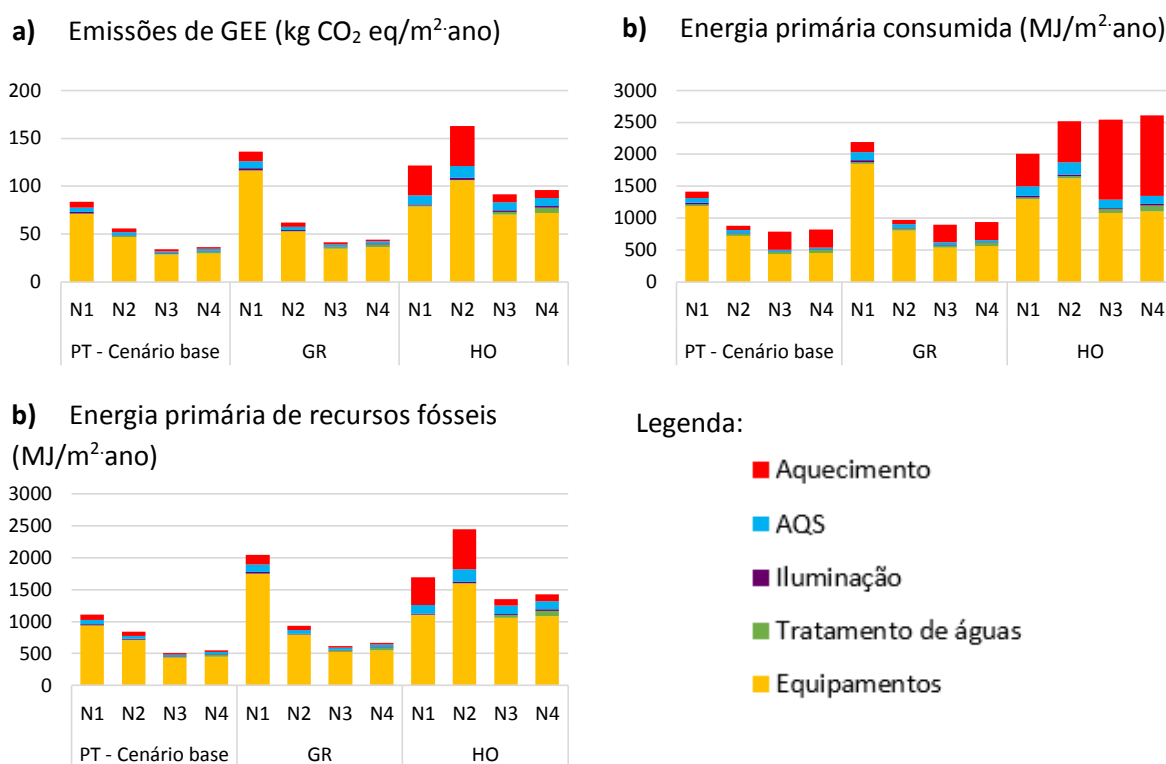 a) Emissões de GEE (kg CO₂ eq/m²·ano)
200
150
100
50
0
N1 N2 N3 N4 N1 N2 N3 N4 N1 N2 N3 N4
PT - Cenário base GR HO
b) Energia primária consumida (MJ/m²·ano)
3000
2500
2000
1500
1000
500
0
N1 N2 N3 N4 N1 N2 N3 N4 N1 N2 N3 N4
PT - Cenário base GR HO
b) Energia primária de recursos fósseis
(MJ/m²·ano)
3000
2500
2000
1500
1000
500
0
N1 N2 N3 N4 N1 N2 N3 N4 N1 N2 N3 N4
PT - Cenário base GR HO
Legenda:
Aquecimento
AQS
Iluminação
Tratamento de águas
Equipamentos